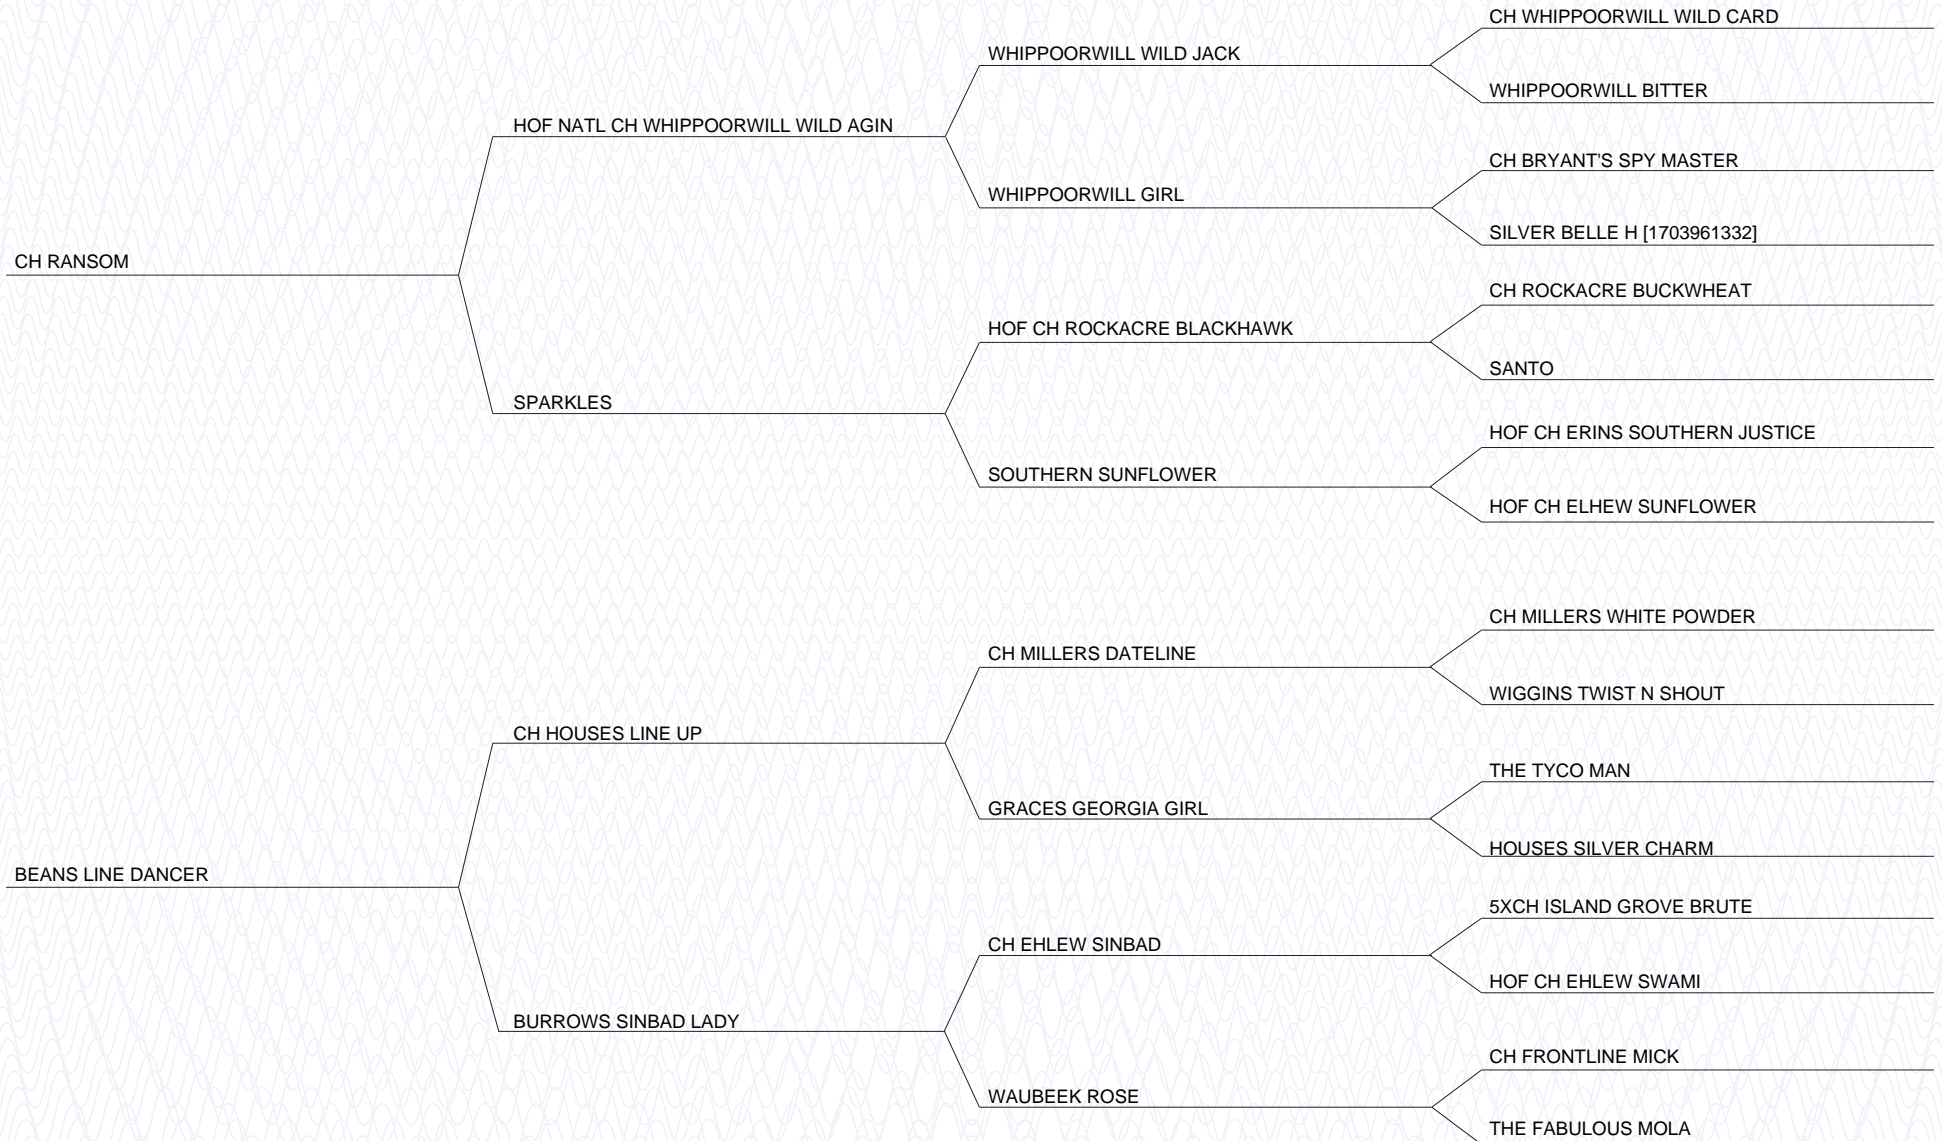 CH WHIPPOORWILL WILD CARD
WHIPPOORWILL WILD JACK
WHIPPOORWILL BITTER
HOF NATL CH WHIPPOORWILL WILD AGIN
CH BRYANT'S SPY MASTER
WHIPPOORWILL GIRL
SILVER BELLE H [1703961332]
CH RANSOM
CH ROCKACRE BUCKWHEAT
HOF CH ROCKACRE BLACKHAWK
SANTO
SPARKLES
HOF CH ERINS SOUTHERN JUSTICE
SOUTHERN SUNFLOWER
HOF CH ELHEW SUNFLOWER
CH MILLERS WHITE POWDER
CH MILLERS DATELINE
WIGGINS TWIST N SHOUT
CH HOUSES LINE UP
THE TYCO MAN
GRACES GEORGIA GIRL
HOUSES SILVER CHARM
BEANS LINE DANCER
5XCH ISLAND GROVE BRUTE
CH EHLEW SINBAD
HOF CH EHLEW SWAMI
BURROWS SINBAD LADY
CH FRONTLINE MICK
WAUBEEK ROSE
THE FABULOUS MOLA